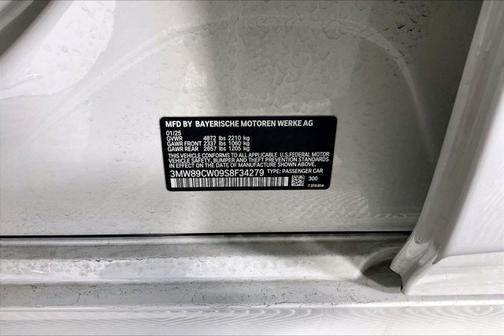 MFD BY BAYERISCHE MOTOREN WERKE AG
01/25
GVWR 4872 lbs 2210 kg
GAWR FRONT 2337 lbs 1060 kg
GAWR REAR 2657 lbs 1205 kg
THIS VEHICLE CONFORMS TO ALL APPLICABLE U.S.FEDERAL MOTOR
VEHICLE SAFETY, BUMPER AND THEFT PREVENTION STANDARDS IN
EFFECT ON THE DATE OF MANUFACTURE SHOWN ABOVE.
3MW89CW09S8F34279 TYPE: PASSENGER CAR
300